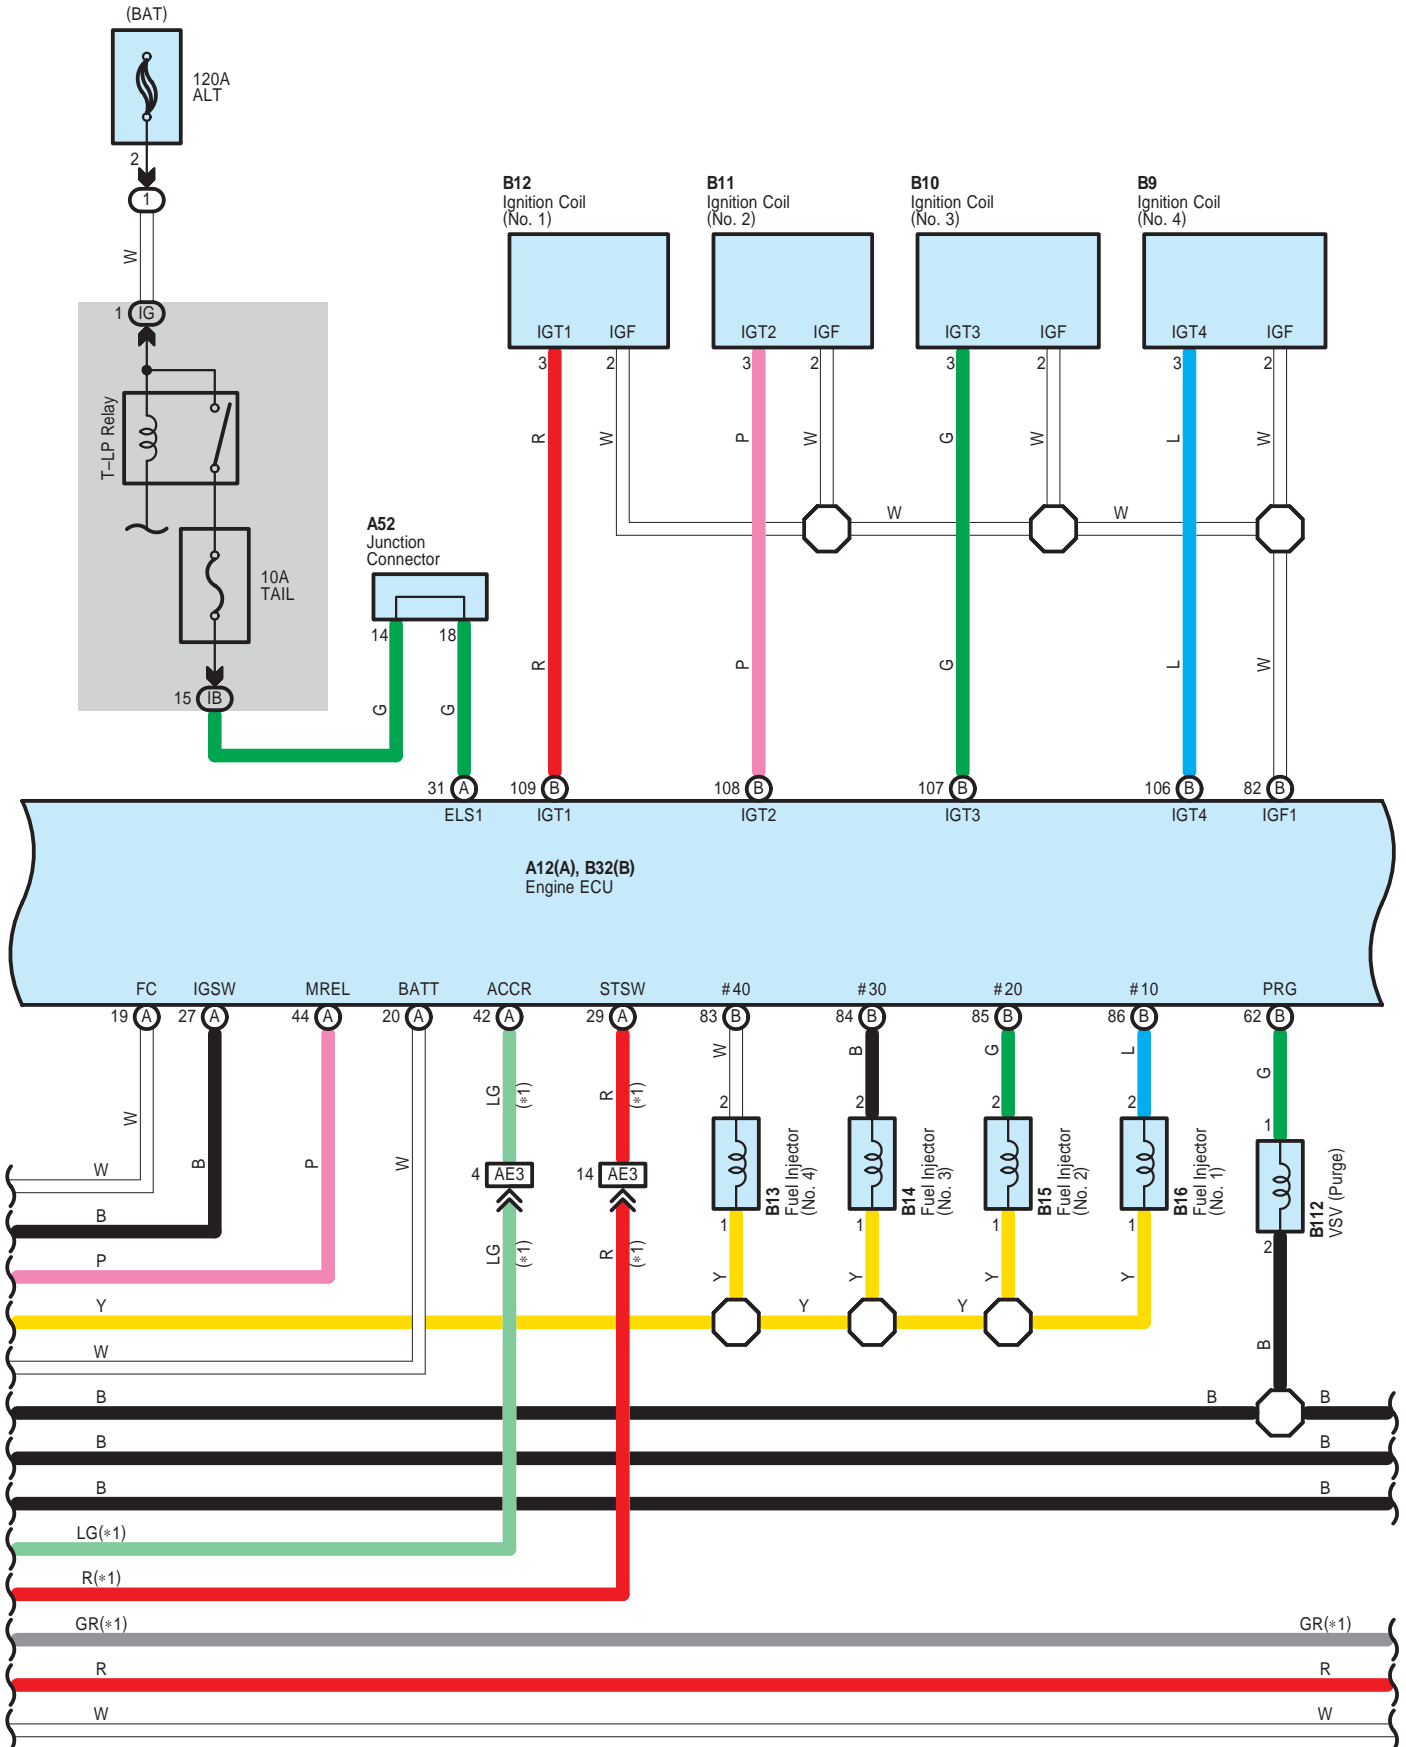 (BAT)
120A
ALT
2
1
W
1 IG
T-LP Relay
10A
TAIL
15 IB
G
A52
Junction
Connector
14 18
G
B12
Ignition Coil
(No. 1)
IGT1 IGF
3 2
R W
R
B11
Ignition Coil
(No. 2)
IGT2 IGF
3 2
P W
P
B10
Ignition Coil
(No. 3)
IGT3 IGF
3 2
G W
G
B9
Ignition Coil
(No. 4)
IGT4 IGF
3 2
L W
L W
W W
31 A 109 B 108 B 107 B 106 B 82 B
ELS1 IGT1 IGT2 IGT3 IGT4 IGF1
A12(A), B32(B)
Engine ECU
FC IGSW MREL BATT ACCR STSW #40 #30 #20 #10 PRG
19 A 27 A 44 A 20 A 42 A 29 A 83 B 84 B 85 B 86 B 62 B
W B P W
LG (*1) R (*1)
W B G L G
2 2 2 2 1
4 AE3 14 AE3
LG (*1) R (*1)
B13
Fuel Injector
(No. 4)
B14
Fuel Injector
(No. 3)
B15
Fuel Injector
(No. 2)
B16
Fuel Injector
(No. 1)
B112
VSV (Purge)
1 1 1 1 2
Y Y Y Y B
W
B
P
Y Y Y
W
B B B
B B
B B
LG(*1)
R(*1)
GR(*1) GR(*1)
R R
W W